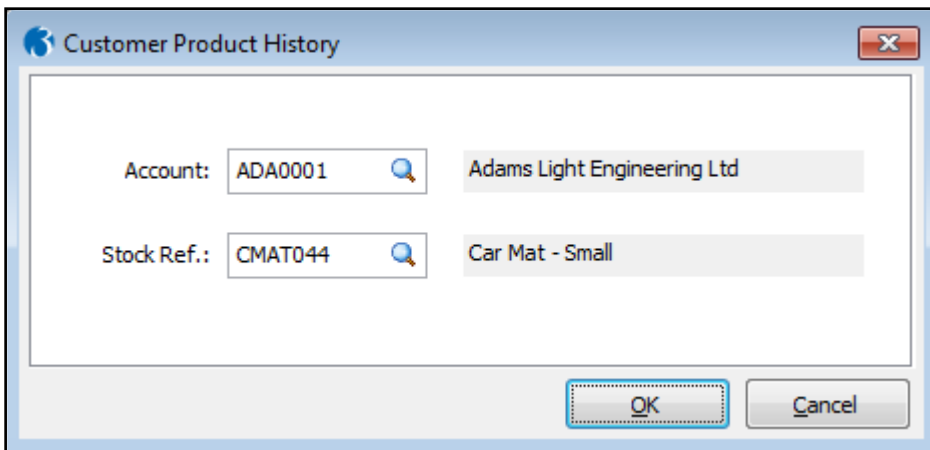 Customer Product History
Account: ADA0001 Adams Light Engineering Ltd
Stock Ref.: CMAT044 Car Mat - Small
OK Cancel